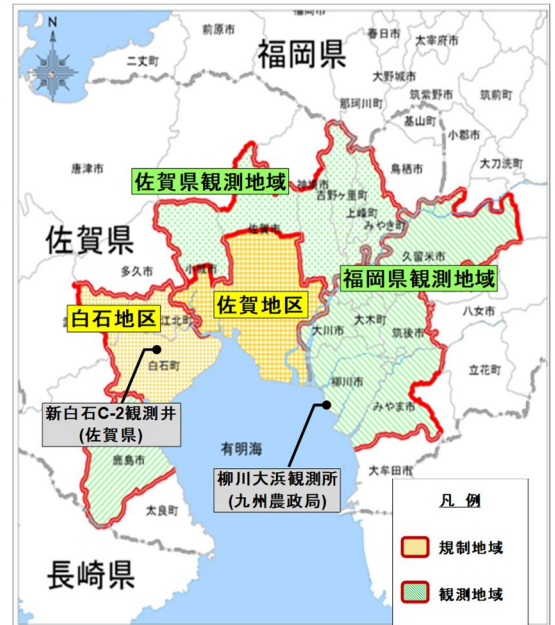 N
前原市
福岡市
春日市
太宰府市
二丈町
福岡県
大野城市
筑紫野市
筑前町
那珂川町
基山町
小郡市
大刀洗町
鳥栖市
唐津市
佐賀県観測地域
神埼市
吉野ヶ里町
上峰町
みやき町
佐賀市
久留米市
佐賀県
福岡県観測地域
多久市
小城市
佐賀地区
白石地区
江北町
大川市
大木町
筑後市
八女市
白石町
立花町
柳川市
みやま市
新白石C-2観測井
(佐賀県)
有明海
柳川大浜観測所
(九州農政局)
鹿島市
大牟田市
太良町
長崎県
凡 例
規制地域
観測地域